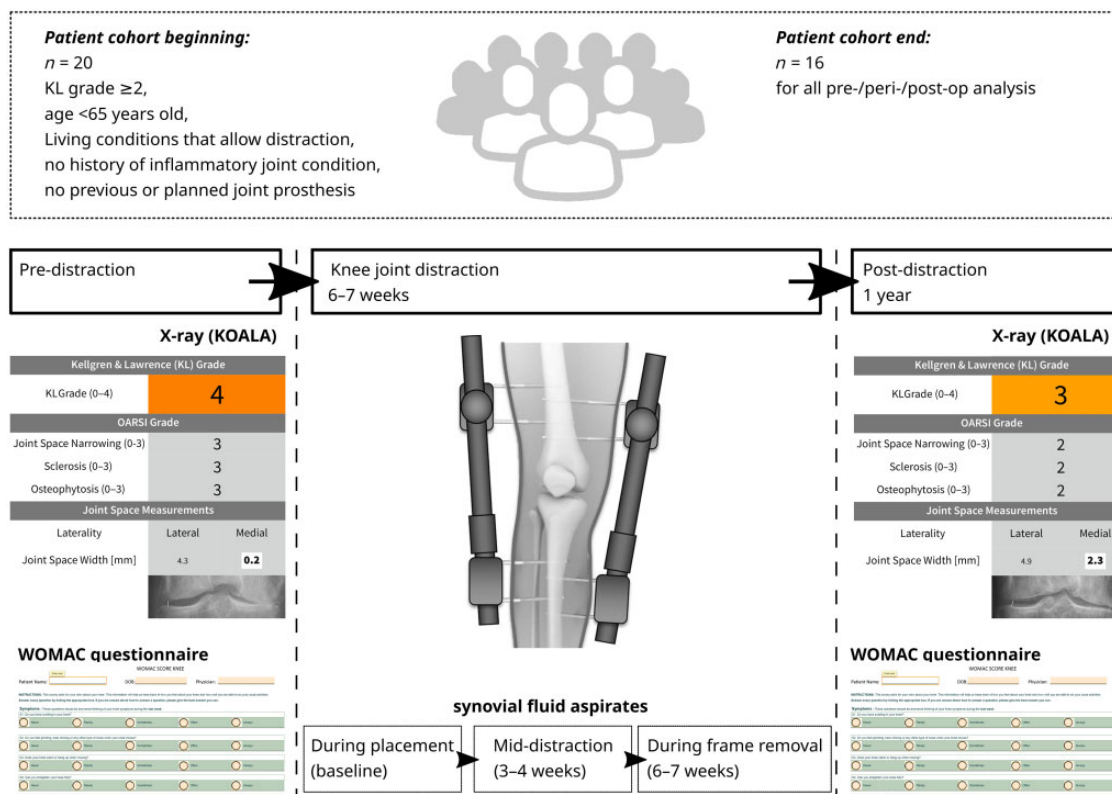 Patient cohort beginning:
n = 20
KL grade ≥2,
age <65 years old,
Living conditions that allow distraction,
no history of inflammatory joint condition,
no previous or planned joint prosthesis
Patient cohort end:
n = 16
for all pre-/peri-/post-op analysis
Pre-distraction
Knee joint distraction
6–7 weeks
Post-distraction
1 year
X-ray (KOALA)
Kellgren & Lawrence (KL) Grade
KLGrade (0–4) 4
OARSI Grade
Joint Space Narrowing (0-3) 3
Sclerosis (0–3) 3
Osteophytosis (0–3) 3
Joint Space Measurements
Laterality Lateral Medial
Joint Space Width [mm] 4.3 0.2
WOMAC questionnaire
WOMAC SCORE KNEE
Patient Name: DOB: Physician:
synovial fluid aspirates
During placement
(baseline)
Mid-distraction
(3–4 weeks)
During frame removal
(6–7 weeks)
X-ray (KOALA)
Kellgren & Lawrence (KL) Grade
KLGrade (0–4) 3
OARSI Grade
Joint Space Narrowing (0–3) 2
Sclerosis (0–3) 2
Osteophytosis (0–3) 2
Joint Space Measurements
Laterality Lateral Medial
Joint Space Width [mm] 4.9 2.3
WOMAC questionnaire
WOMAC SCORE KNEE
Patient Name: DOB: Physician: